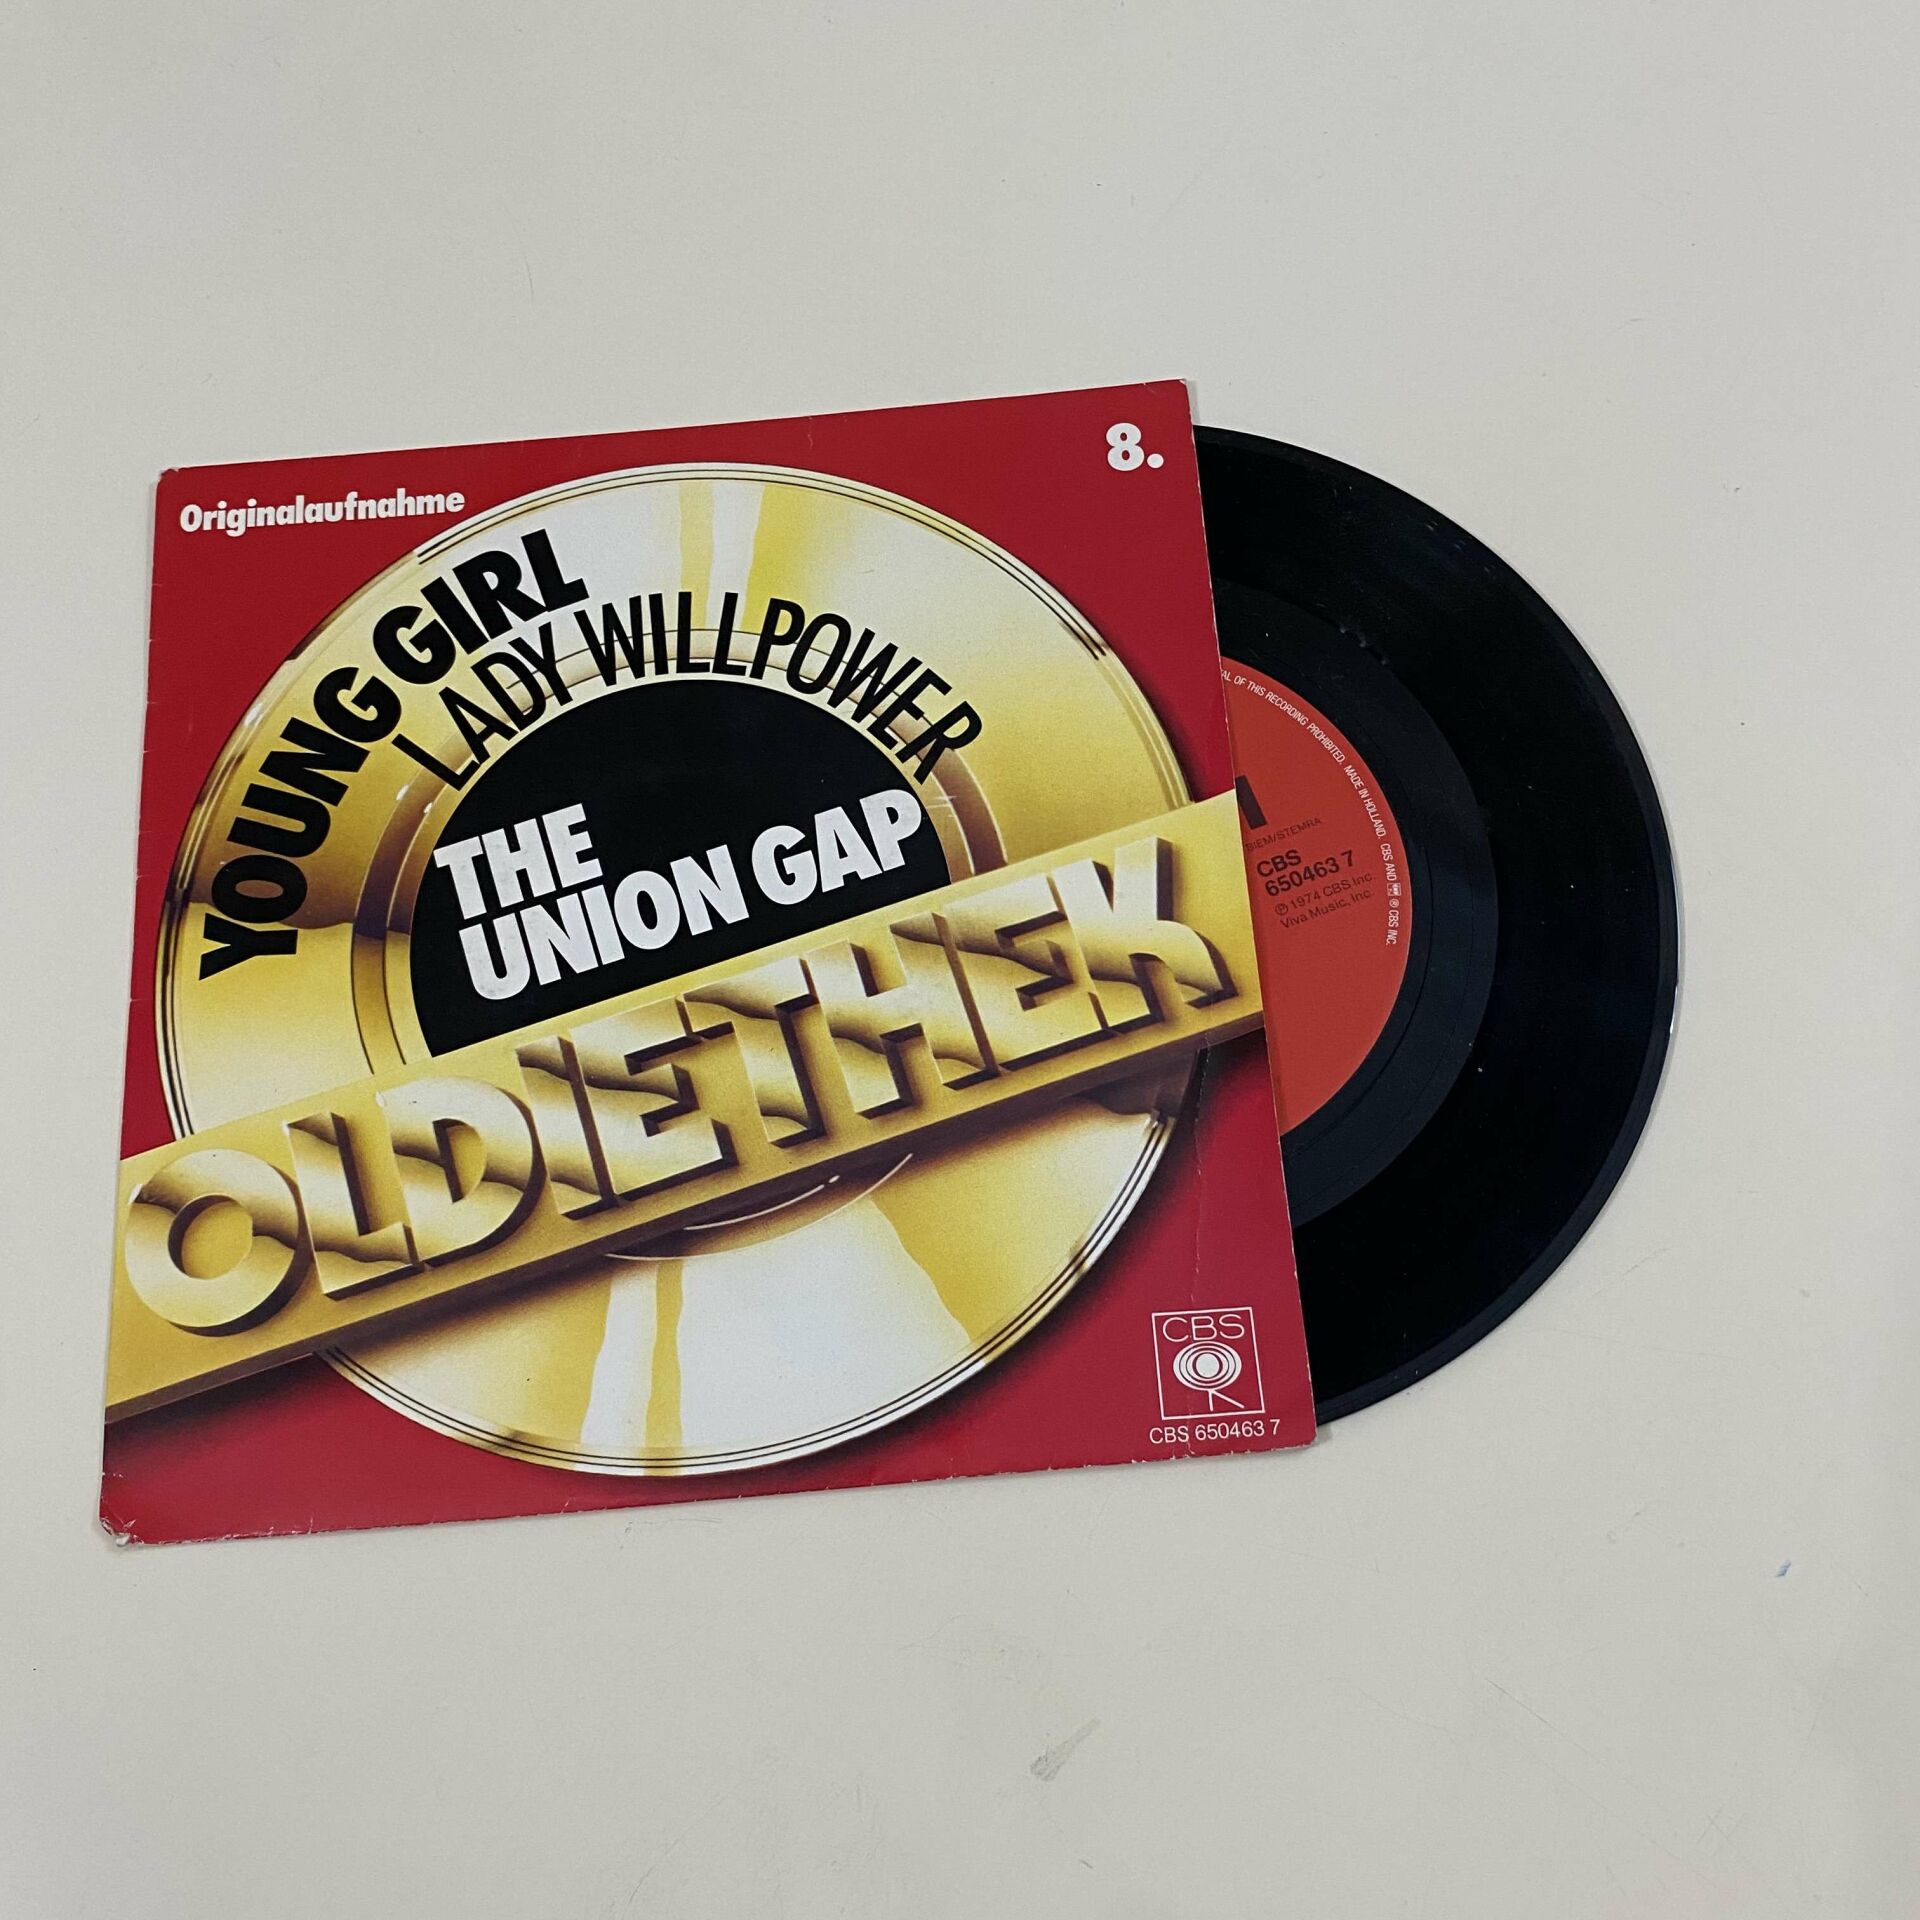 Originalaufnahme
8.
YOUNG GIRL
LADY WILLPOWER
THE
UNION GAP
OLDIETHEK
CBS
CBS 650463 7
OF THIS RECORDING PROHIBITED. MADE IN HOLLAND. CBS AND ® CBS INC.
BIEM/STEMRA
CBS
650463 7
℗ 1974 CBS Inc.
Viva Music, Inc.